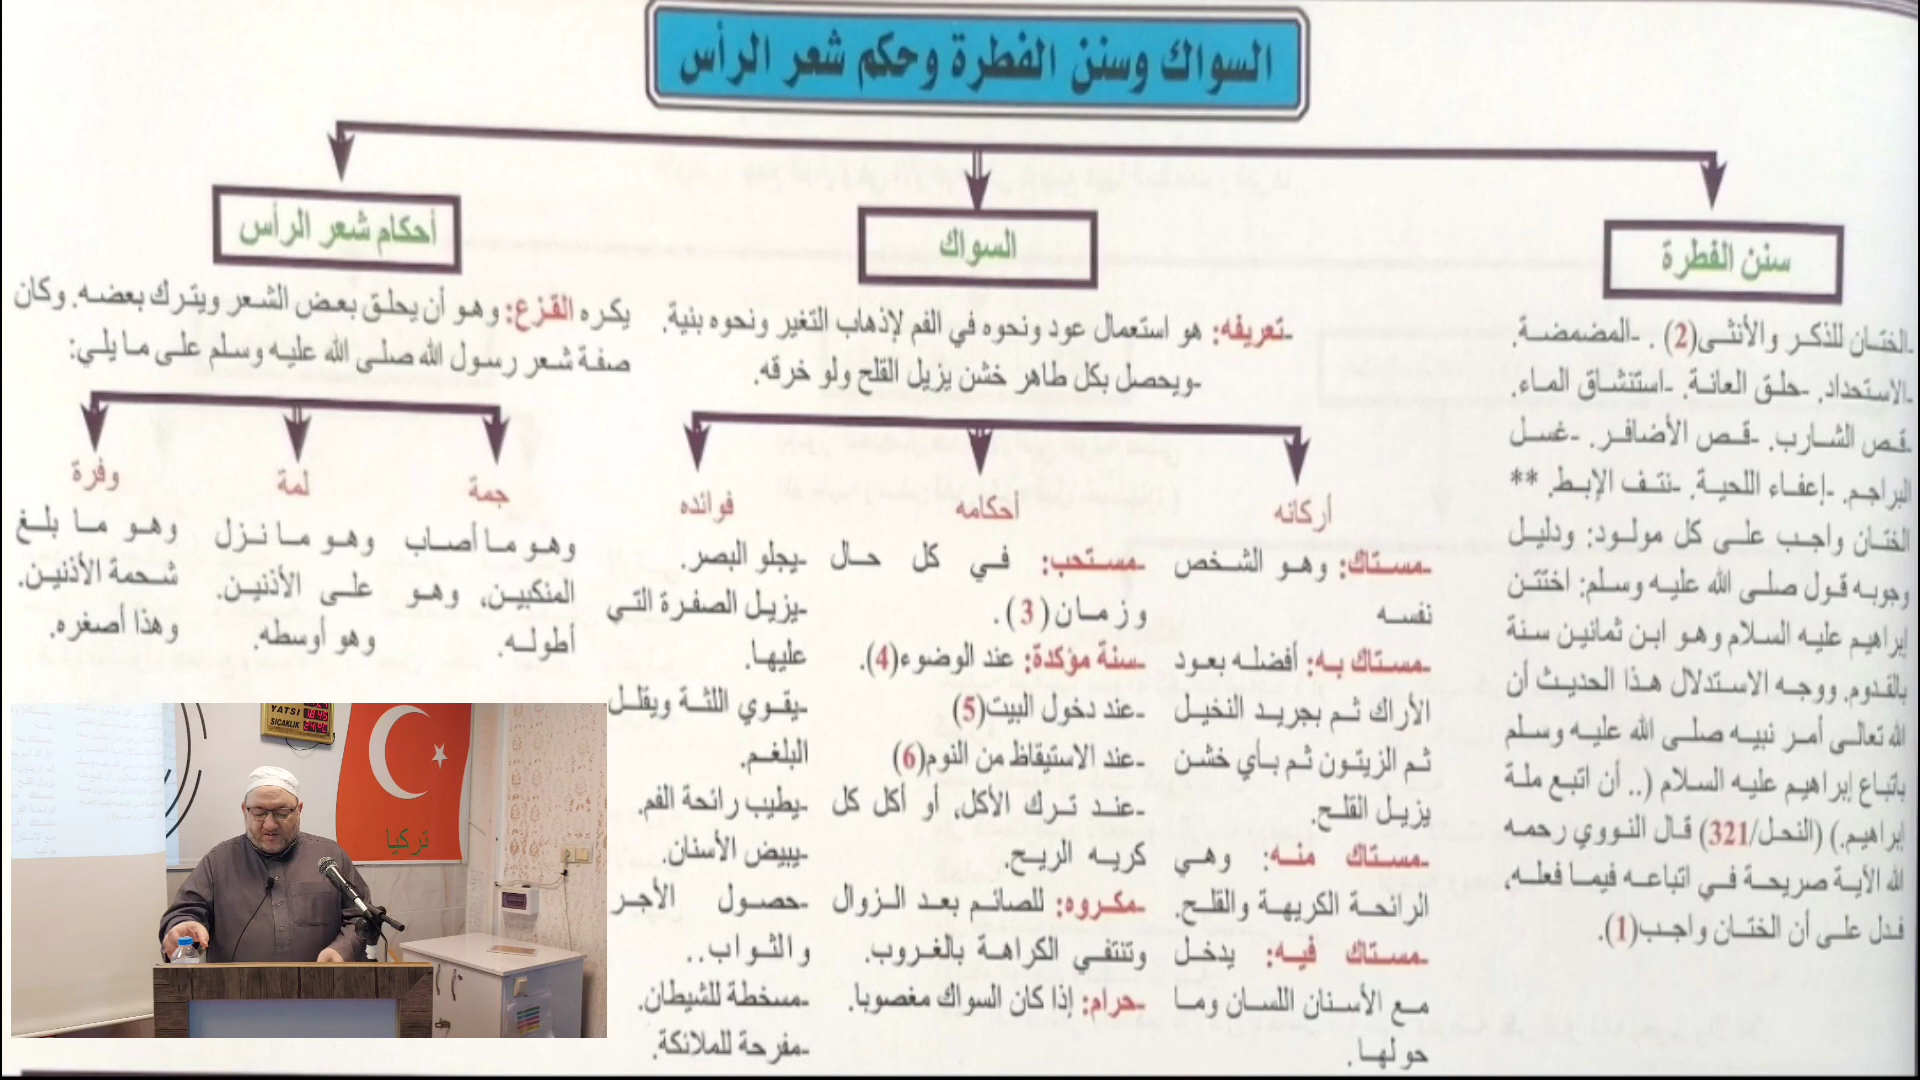 السواك وسنن الفطرة وحكم شعر الرأس
سنن الفطرة
-الختان للذكر والأنثى(2) . -المضمضة.
-الاستحداد. -حلق العانة. -استنشاق الماء.
-قص الشارب. -قص الأضافر. -غسل
البراجم. -إعفاء اللحية. -نتف الإبط. **
الختان واجب على كل مولود: ودليل
وجوبه قول صلى الله عليه وسلم: اختتن
إبراهيم عليه السلام وهو ابن ثمانين سنة
بالقدوم. ووجه الاستدلال هذا الحديث أن
الله تعالى أمر نبيه صلى الله عليه وسلم
باتباع إبراهيم عليه السلام (.. أن اتبع ملة
إبراهيم.) (النحل/321) قال النووي رحمه
الله الآية صريحة في اتباعه فيما فعله،
فدل على أن الختان واجب(1).
السواك
-تعريفه: هو استعمال عود ونحوه في الفم لإذهاب التغير ونحوه بنية.
-ويحصل بكل طاهر خشن يزيل القلح ولو خرقه.
أركانه
-مستاك: وهو الشخص
نفسه
-مستاك به: أفضله بعود
الأراك ثم بجريد النخيل
ثم الزيتون ثم بأي خشن
يزيل القلح.
-مستاك منه: وهي
الرائحة الكريهة والقلح.
-مستاك فيه: يدخل
مع الأسنان اللسان وما
حولها.
أحكامه
-مستحب: في كل حال
وزمان (3).
-سنة مؤكدة: عند الوضوء(4).
-عند دخول البيت(5)
-عند الاستيقاظ من النوم(6)
-عند ترك الأكل، أو أكل كل
كريه الريح.
-مكروه: للصائم بعد الزوال
وتنتفي الكراهة بالغروب.
-حرام: إذا كان السواك مغصوبا.
فوائده
-يجلو البصر.
-يزيل الصفرة التي
عليها.
-يقوي اللثة ويقلل
البلغم.
-يطيب رائحة الفم.
-يبيض الأسنان.
-حصول الأجر
والثواب..
-مسخطة للشيطان.
-مفرحة للملائكة.
أحكام شعر الرأس
يكره القزع: وهو أن يحلق بعض الشعر ويترك بعضه. وكان
صفة شعر رسول الله صلى الله عليه وسلم على ما يلي:
جمة
وهو ما أصاب
المنكبين، وهو
أطوله.
لمة
وهو ما نزل
على الأذنين.
وهو أوسطه.
وفرة
وهو ما بلغ
شحمة الأذنين.
وهذا أصغره.
YATSI
SICAKLIK
تركيا